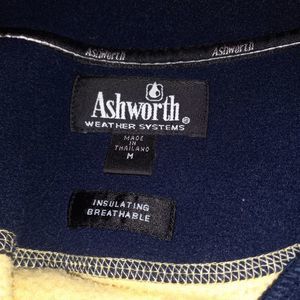 Ashworth
Ashworth
Ashworth
®
WEATHER SYSTEMS
MADE
IN
THAILAND
M
INSULATING
BREATHABLE